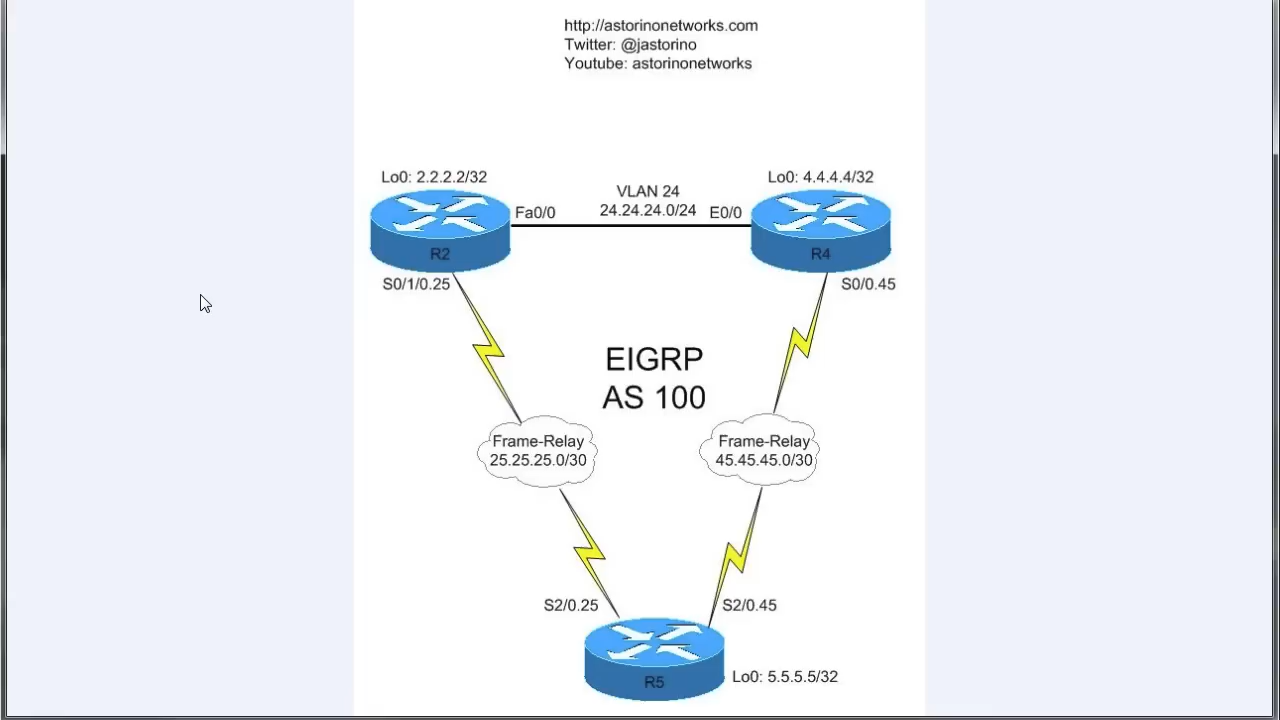 http://astorinonetworks.com
Twitter: @jastorino
Youtube: astorinonetworks
Lo0: 2.2.2.2/32
Lo0: 4.4.4.4/32
VLAN 24
24.24.24.0/24
Fa0/0
E0/0
R2
R4
S0/1/0.25
S0/0.45
EIGRP
AS 100
Frame-Relay
25.25.25.0/30
Frame-Relay
45.45.45.0/30
S2/0.25
S2/0.45
R5
Lo0: 5.5.5.5/32